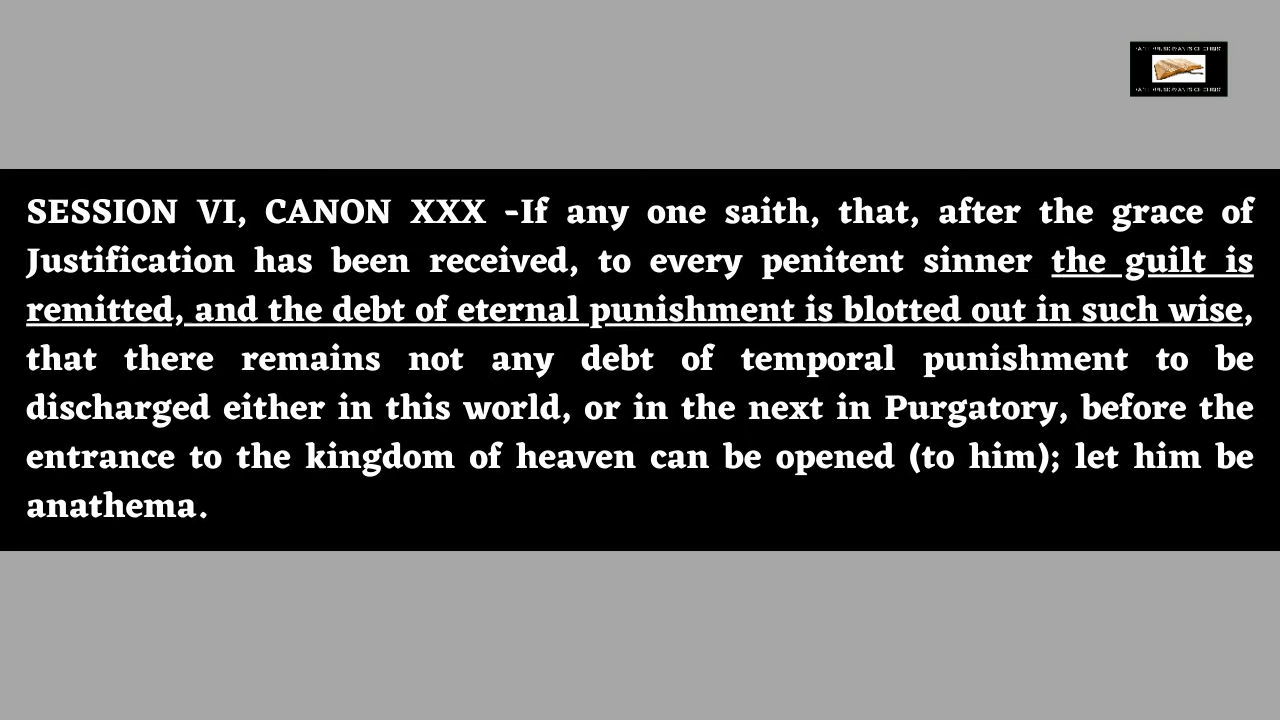 SESSION VI, CANON XXX -If any one saith, that, after the grace of
Justification has been received, to every penitent sinner the guilt is
remitted, and the debt of eternal punishment is blotted out in such wise,
that there remains not any debt of temporal punishment to be
discharged either in this world, or in the next in Purgatory, before the
entrance to the kingdom of heaven can be opened (to him); let him be
anathema.